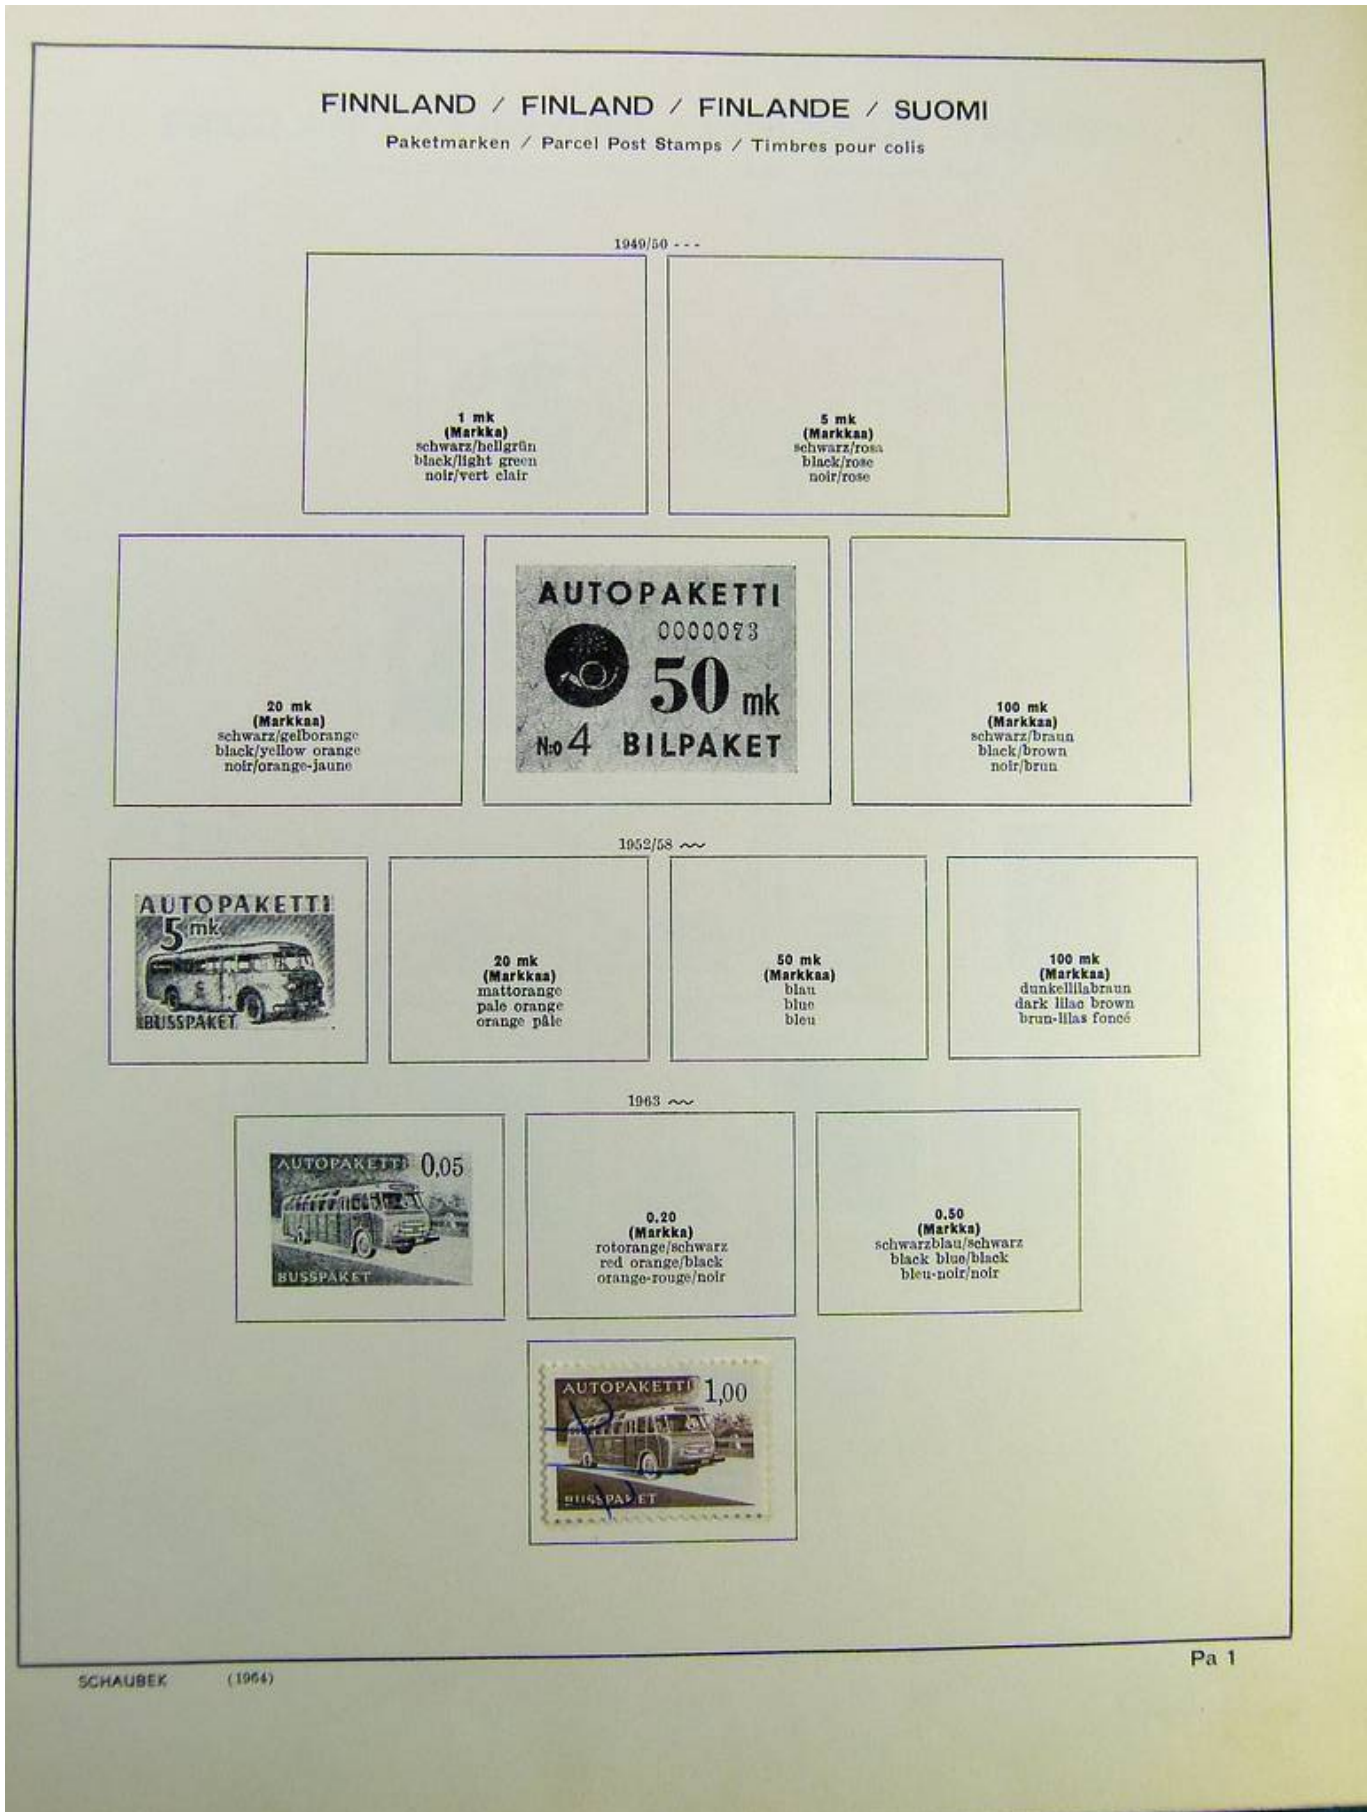 FINNLAND / FINLAND / FINLANDE / SUOMI
Paketmarken / Parcel Post Stamps / Timbres pour colis
1949/50 - - -
1 mk
(Markka)
schwarz/hellgrün
black/light green
noir/vert clair
5 mk
(Markkaa)
schwarz/rosa
black/rose
noir/rose
20 mk
(Markkaa)
schwarz/gelborange
black/yellow orange
noir/orange-jaune
AUTOPAKETTI
0000073
50 mk
N:o 4 BILPAKET
100 mk
(Markkaa)
schwarz/braun
black/brown
noir/brun
1952/58
AUTOPAKETTI
5 mk
BUSSPAKET
20 mk
(Markkaa)
mattorange
pale orange
orange pâle
50 mk
(Markkaa)
blau
blue
bleu
100 mk
(Markkaa)
dunkellilabraun
dark lilac brown
brun-lilas foncé
1963
AUTOPAKETTI 0,05
BUSSPAKET
0.20
(Markka)
rotorange/schwarz
red orange/black
orange-rouge/noir
0.50
(Markka)
schwarzblau/schwarz
black blue/black
bleu-noir/noir
AUTOPAKETTI 1,00
BUSSPAKET
Pa 1
SCHAUBEK (1964)